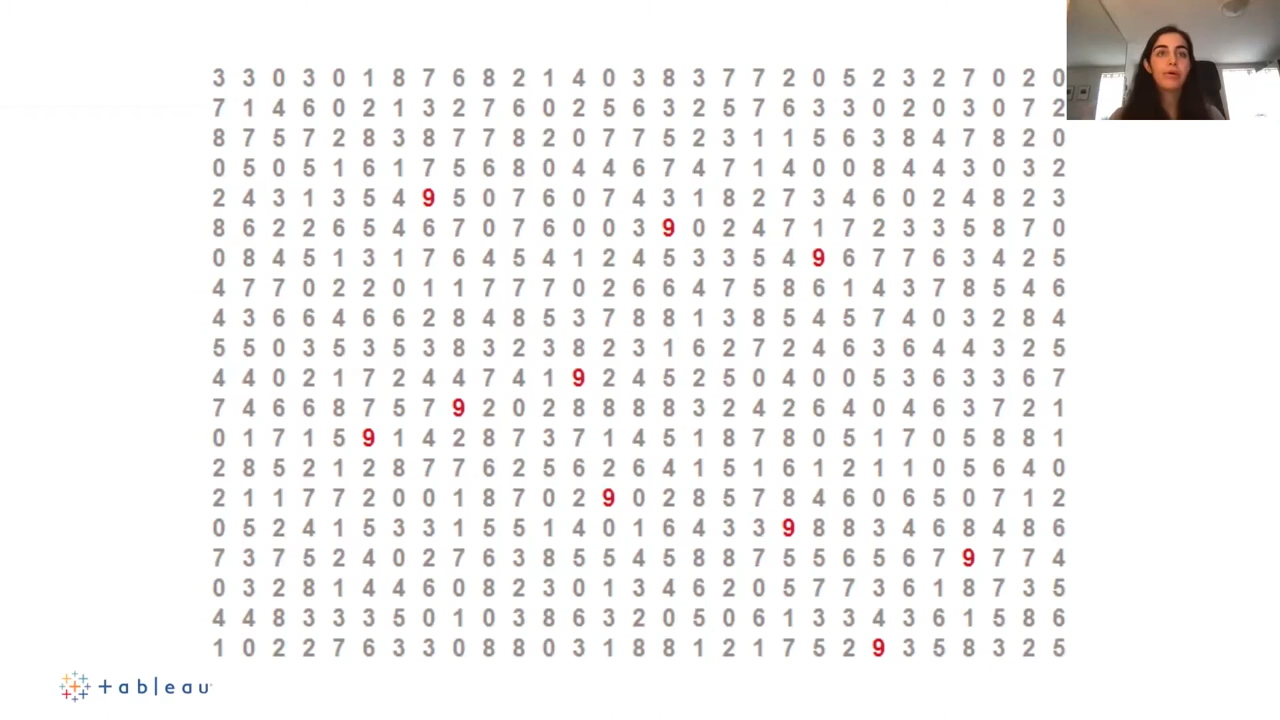 3 3 0 3 0 1 8 7 6 8 2 1 4 0 3 8 3 7 7 2 0 5 2 3 2 7 0 2 0
7 1 4 6 0 2 1 3 2 7 6 0 2 5 6 3 2 5 7 6 3 3 0 2 0 3 0 7 2
8 7 5 7 2 8 3 8 7 7 8 2 0 7 7 5 2 3 1 1 5 6 3 8 4 7 8 2 0
0 5 0 5 1 6 1 7 5 6 8 0 4 4 6 7 4 7 1 4 0 0 8 4 4 3 0 3 2
2 4 3 1 3 5 4 9 5 0 7 6 0 7 4 3 1 8 2 7 3 4 6 0 2 4 8 2 3
8 6 2 2 6 5 4 6 7 0 7 6 0 0 3 9 0 2 4 7 1 7 2 3 3 5 8 7 0
0 8 4 5 1 3 1 7 6 4 5 4 1 2 4 5 3 3 5 4 9 6 7 7 6 3 4 2 5
4 7 7 0 2 2 0 1 1 7 7 7 0 2 6 6 4 7 5 8 6 1 4 3 7 8 5 4 6
4 3 6 6 4 6 6 2 8 4 8 5 3 7 8 8 1 3 8 5 4 5 7 4 0 3 2 8 4
5 5 0 3 5 3 5 3 8 3 2 3 8 2 3 1 6 2 7 2 4 6 3 6 4 4 3 2 5
4 4 0 2 1 7 2 4 4 7 4 1 9 2 4 5 2 5 0 4 0 0 5 3 6 3 3 6 7
7 4 6 6 8 7 5 7 9 2 0 2 8 8 8 8 3 2 4 2 6 4 0 4 6 3 7 2 1
0 1 7 1 5 9 1 4 2 8 7 3 7 1 4 5 1 8 7 8 0 5 1 7 0 5 8 8 1
2 8 5 2 1 2 8 7 7 6 2 5 6 2 6 4 1 5 1 6 1 2 1 1 0 5 6 4 0
2 1 1 7 7 2 0 0 1 8 7 0 2 9 0 2 8 5 7 8 4 6 0 6 5 0 7 1 2
0 5 2 4 1 5 3 3 1 5 5 1 4 0 1 6 4 3 3 9 8 8 3 4 6 8 4 8 6
7 3 7 5 2 4 0 2 7 6 3 8 5 5 4 5 8 8 7 5 5 6 5 6 7 9 7 7 4
0 3 2 8 1 4 4 6 0 8 2 3 0 1 3 4 6 2 0 5 7 7 3 6 1 8 7 3 5
4 4 8 3 3 3 5 0 1 0 3 8 6 3 2 0 5 0 6 1 3 3 4 3 6 1 5 8 6
1 0 2 2 7 6 3 3 0 8 8 0 3 1 8 8 1 2 1 7 5 2 9 3 5 8 3 2 5
+ableau